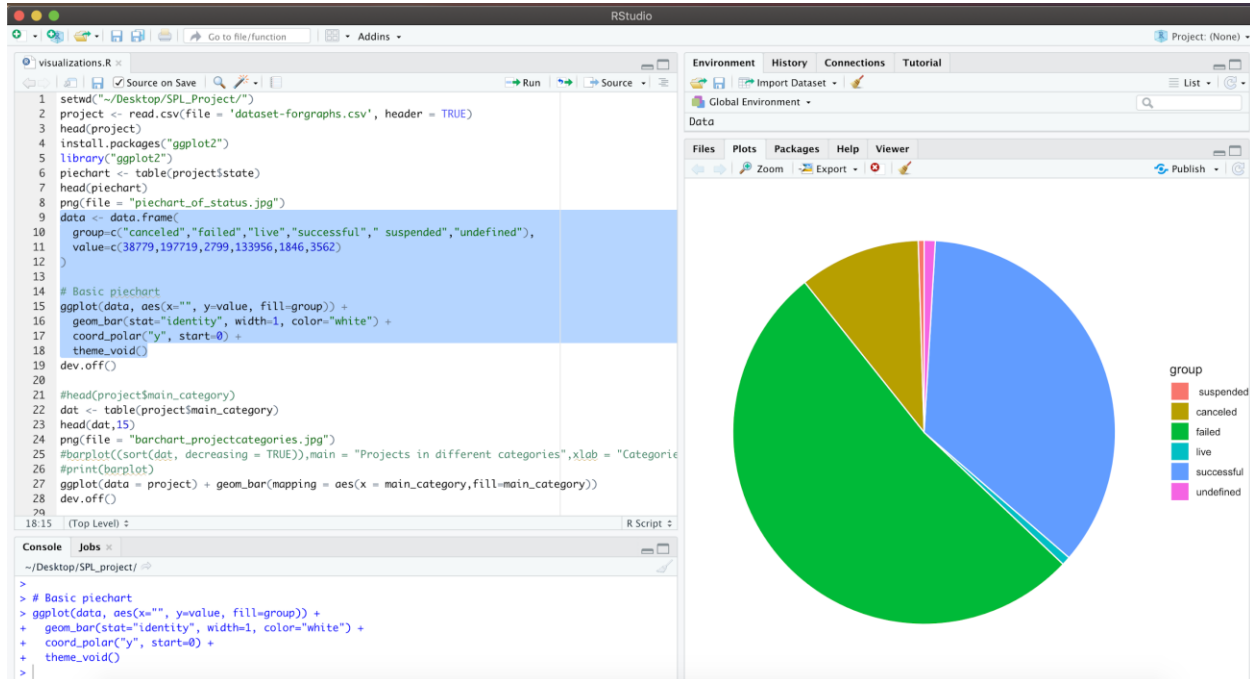 RStudio
Go to file/function
Addins
Project: (None)
visualizations.R
Source on Save
Run
Source
1 setwd("~/Desktop/SPL_Project/")
2 project <- read.csv(file = 'dataset-forgraphs.csv', header = TRUE)
3 head(project)
4 install.packages("ggplot2")
5 library("ggplot2")
6 piechart <- table(project$state)
7 head(piechart)
8 png(file = "piechart_of_status.jpg")
9 data <- data.frame(
10 group=c("canceled","failed","live","successful"," suspended","undefined"),
11 value=c(38779,197719,2799,133956,1846,3562)
12 )
13
14 # Basic piechart
15 ggplot(data, aes(x="", y=value, fill=group)) +
16 geom_bar(stat="identity", width=1, color="white") +
17 coord_polar("y", start=0) +
18 theme_void()
19 dev.off()
20
21 #head(project$main_category)
22 dat <- table(project$main_category)
23 head(dat,15)
24 png(file = "barchart_projectcategories.jpg")
25 #barplot((sort(dat, decreasing = TRUE)),main = "Projects in different categories",xlab = "Categorie
26 #print(barplot)
27 ggplot(data = project) + geom_bar(mapping = aes(x = main_category,fill=main_category))
28 dev.off()
29
18:15 (Top Level)
R Script
Console Jobs
~/Desktop/SPL_project/
>
> # Basic piechart
> ggplot(data, aes(x="", y=value, fill=group)) +
+ geom_bar(stat="identity", width=1, color="white") +
+ coord_polar("y", start=0) +
+ theme_void()
>
Environment History Connections Tutorial
Import Dataset
List
Global Environment
Data
Files Plots Packages Help Viewer
Zoom Export
Publish
group
suspended
canceled
failed
live
successful
undefined